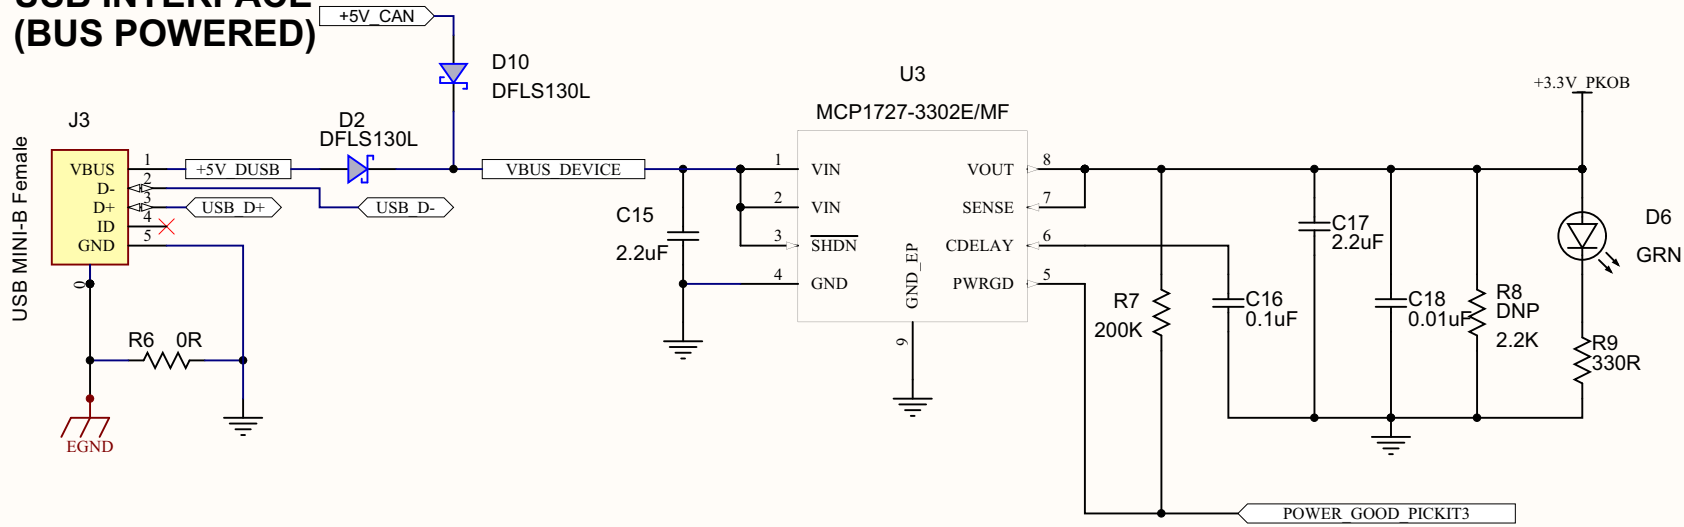 USB INTERFACE
(BUS POWERED)
+5V_CAN
D10
DFLS130L
U3
MCP1727-3302E/MF
+3.3V_PKOB
J3
D2
DFLS130L
USB MINI-B Female
VBUS 1 +5V_DUSB
VBUS_DEVICE
D- 2
D+ 3 USB_D+ USB_D-
ID 4
GND 5
0
R6 0R
EGND
C15
2.2uF
1 VIN VOUT 8
2 VIN SENSE 7
3 SHDN CDELAY 6
4 GND PWRGD 5
GND_EP
9
R7
200K
C16
0.1uF
C17
2.2uF
C18
0.01uF
R8
DNP
2.2K
D6
GRN
R9
330R
POWER_GOOD_PICKIT3